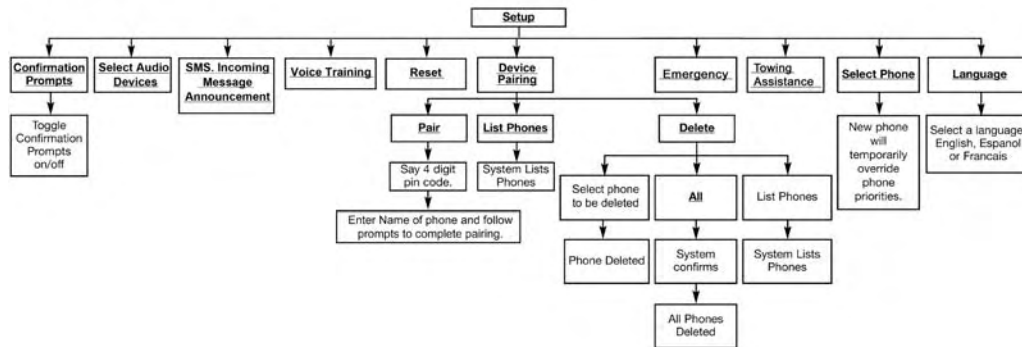 Setup
Confirmation
Prompts
Select Audio
Devices
SMS. Incoming
Message
Announcement
Voice Training
Reset
Device
Pairing
Emergency
Towing
Assistance
Select Phone
Language
Toggle
Confirmation
Prompts
on/off
Pair
List Phones
Delete
New phone
will
temporarily
override
phone
priorities.
Select a language
English, Espanol
or Francais
Say 4 digit
pin code.
System Lists
Phones
Select phone
to be deleted
All
List Phones
Enter Name of phone and follow
prompts to complete pairing.
Phone Deleted
System
confirms
System Lists
Phones
All Phones
Deleted